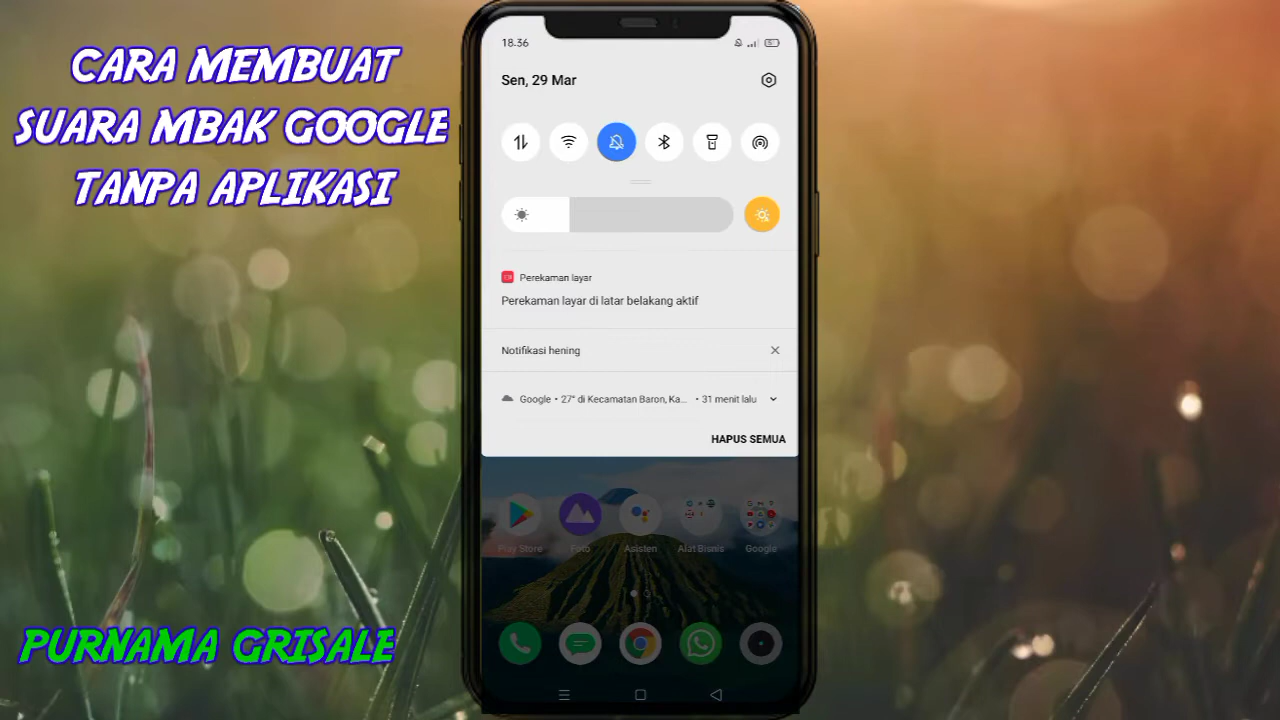 CARA MEMBUAT
SUARA MBAK GOOGLE
TANPA APLIKASI
PURNAMA GRISALE
18.36
Sen, 29 Mar
Perekaman layar
Perekaman layar di latar belakang aktif
Notifikasi hening
Google • 27° di Kecamatan Baron, Ka... • 31 menit lalu
HAPUS SEMUA
Play Store
Foto
Asisten
Alat Bisnis
Google